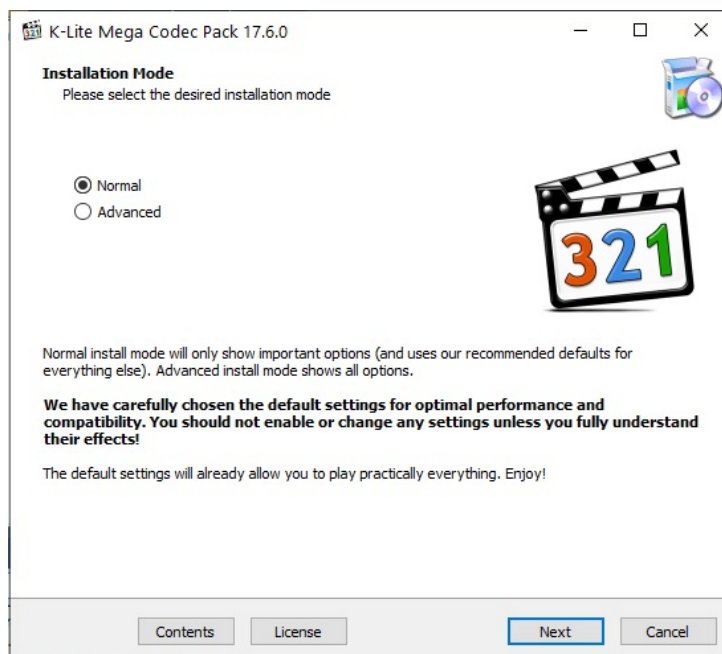 K-Lite Mega Codec Pack 17.6.0
Installation Mode
Please select the desired installation mode
Normal
Advanced
321
Normal install mode will only show important options (and uses our recommended defaults for
everything else). Advanced install mode shows all options.
We have carefully chosen the default settings for optimal performance and
compatibility. You should not enable or change any settings unless you fully understand
their effects!
The default settings will already allow you to play practically everything. Enjoy!
Contents License Next Cancel